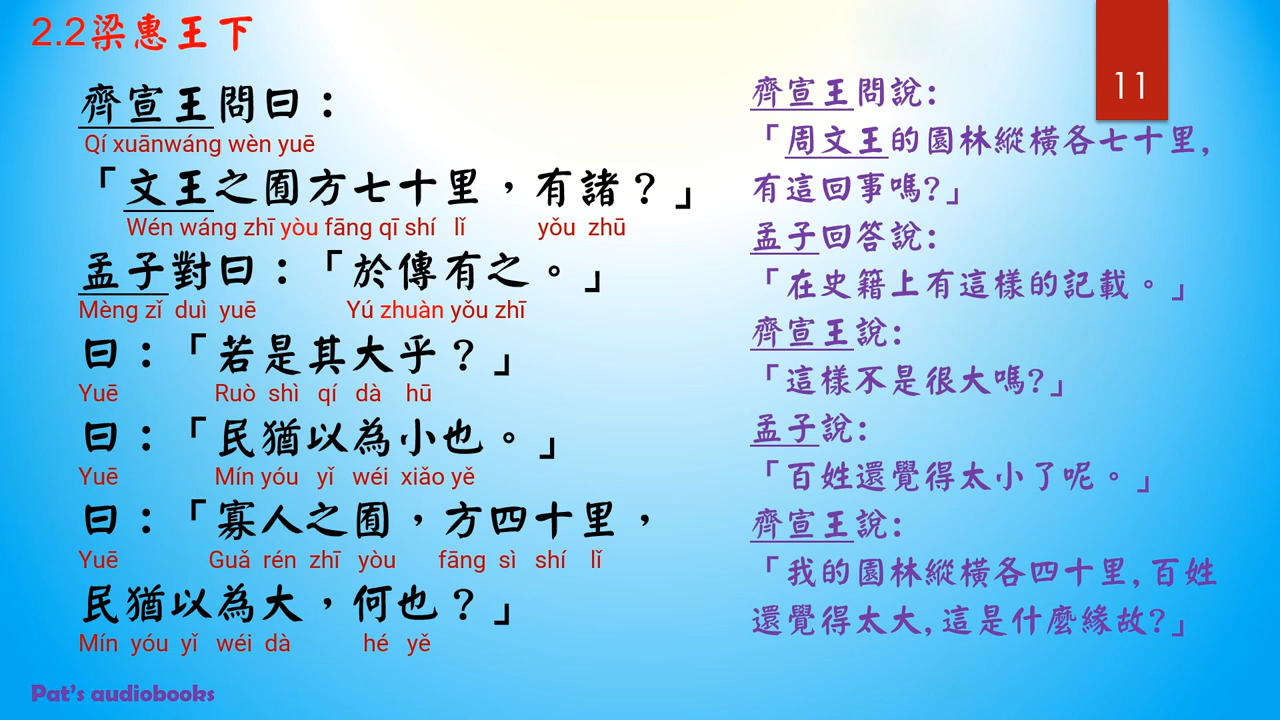 2.2梁惠王下
11
齊宣王問曰：
Qí xuānwáng wèn yuē
「文王之囿方七十里，有諸？」
Wén wáng zhī yòu fāng qī shí lǐ yǒu zhū
孟子對曰：「於傳有之。」
Mèng zǐ duì yuē Yú zhuàn yǒu zhī
曰：「若是其大乎？」
Yuē Ruò shì qí dà hū
曰：「民猶以為小也。」
Yuē Mín yóu yǐ wéi xiǎo yě
曰：「寡人之囿，方四十里，
Yuē Guǎ rén zhī yòu fāng sì shí lǐ
民猶以為大，何也？」
Mín yóu yǐ wéi dà hé yě
齊宣王問說:
「周文王的園林縱橫各七十里,
有這回事嗎?」
孟子回答說:
「在史籍上有這樣的記載。」
齊宣王說:
「這樣不是很大嗎?」
孟子說:
「百姓還覺得太小了呢。」
齊宣王說:
「我的園林縱橫各四十里,百姓
還覺得太大,這是什麼緣故?」
Pat's audiobooks